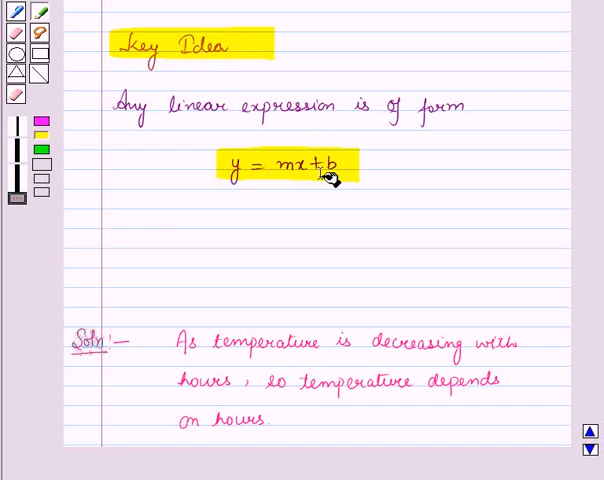 Key Idea
Any linear expression is of form
y = mx+b
Soln:- As temperature is decreasing with
hours, so temperature depends
on hours.